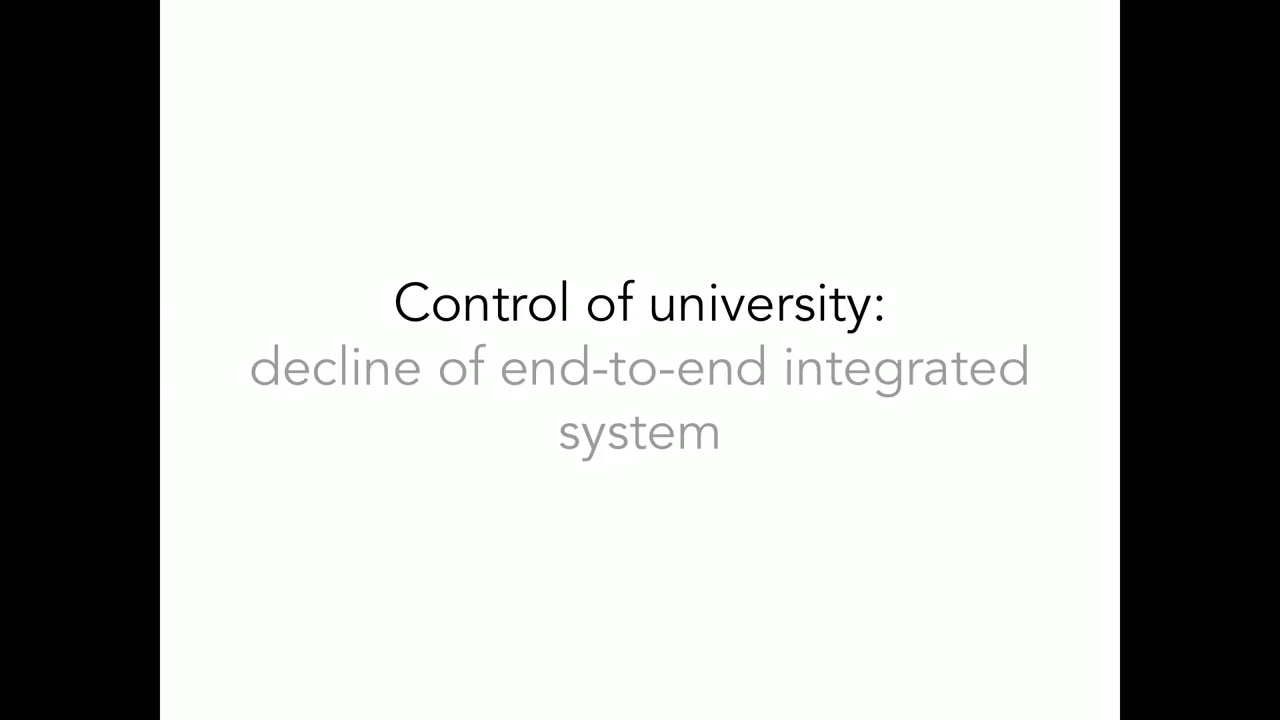 Control of university:
decline of end-to-end integrated
system